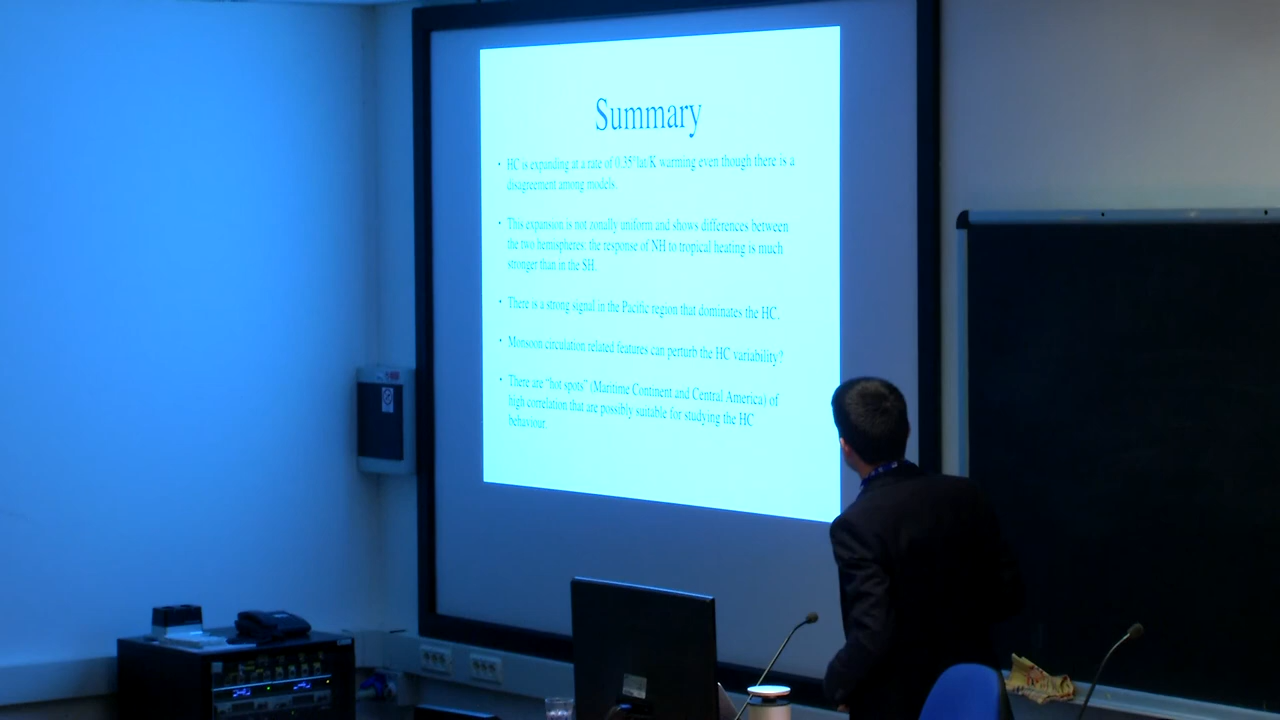 Summary
• HC is expanding at a rate of 0.35°lat/K warming even though there is a
disagreement among models.
• This expansion is not zonally uniform and shows differences between
the two hemispheres: the response of NH to tropical heating is much
stronger than in the SH.
• There is a strong signal in the Pacific region that dominates the HC.
• Monsoon circulation related features can perturb the HC variability?
• There are "hot spots" (Maritime Continent and Central America) of
high correlation that are possibly suitable for studying the HC
behaviour.